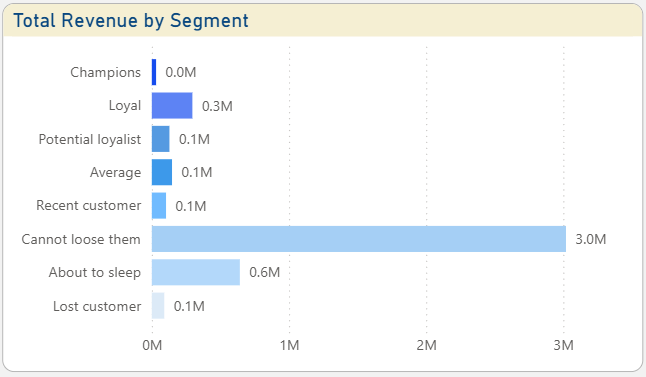 Total Revenue by Segment
Champions 0.0M
Loyal 0.3M
Potential loyalist 0.1M
Average 0.1M
Recent customer 0.1M
Cannot loose them 3.0M
About to sleep 0.6M
Lost customer 0.1M
0M 1M 2M 3M